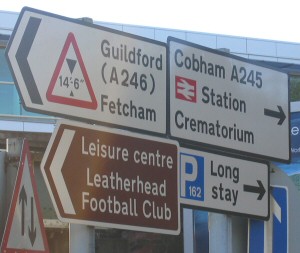 Guildford
(A246)
14'-6"
Fetcham
Cobham A245
Station
Crematorium
Leisure centre
Leatherhead
Football Club
P
162
Long
stay